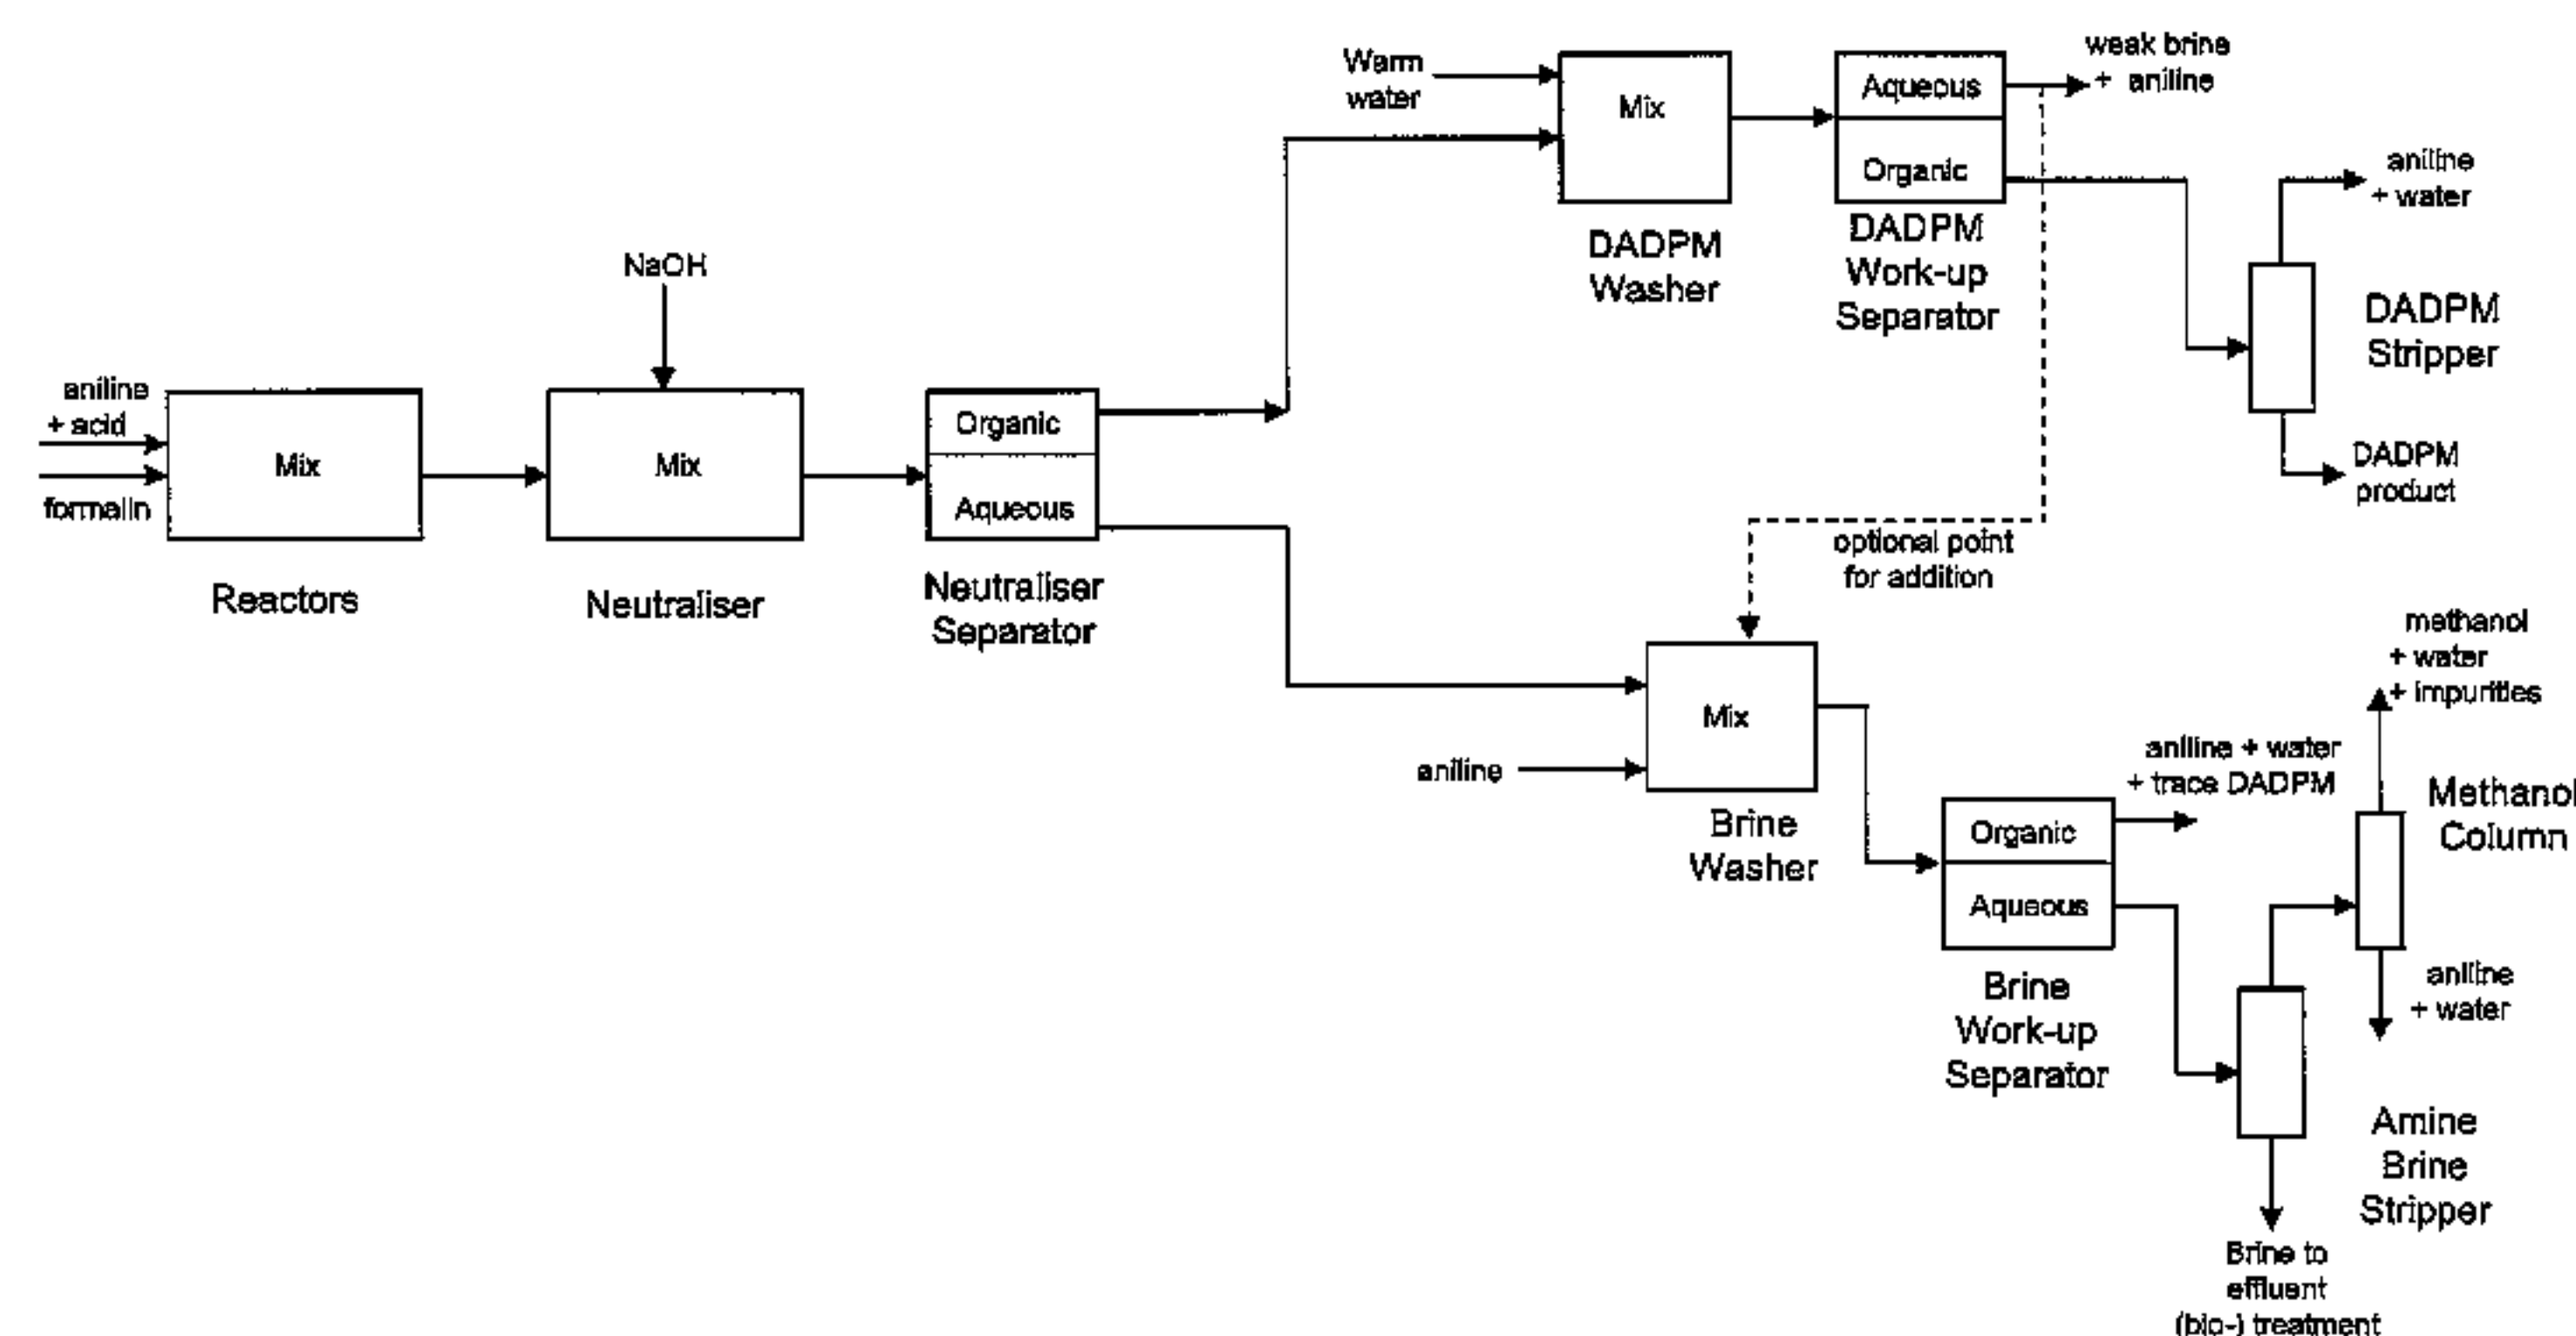 Warm
water
Mix
DADPM
Washer
Aqueous
Organic
DADPM
Work-up
Separator
weak brine
+ aniline
aniline
+ water
DADPM
Stripper
DADPM
product
NaOH
aniline
+ acid
formalin
Mix
Reactors
Mix
Neutraliser
Organic
Aqueous
Neutraliser
Separator
optional point
for addition
Mix
aniline
Brine
Washer
methanol
+ water
+ impurities
aniline + water
+ trace DADPM
Methanol
Column
Organic
Aqueous
Brine
Work-up
Separator
aniline
+ water
Amine
Brine
Stripper
Brine to
effluent
(bio-) treatment